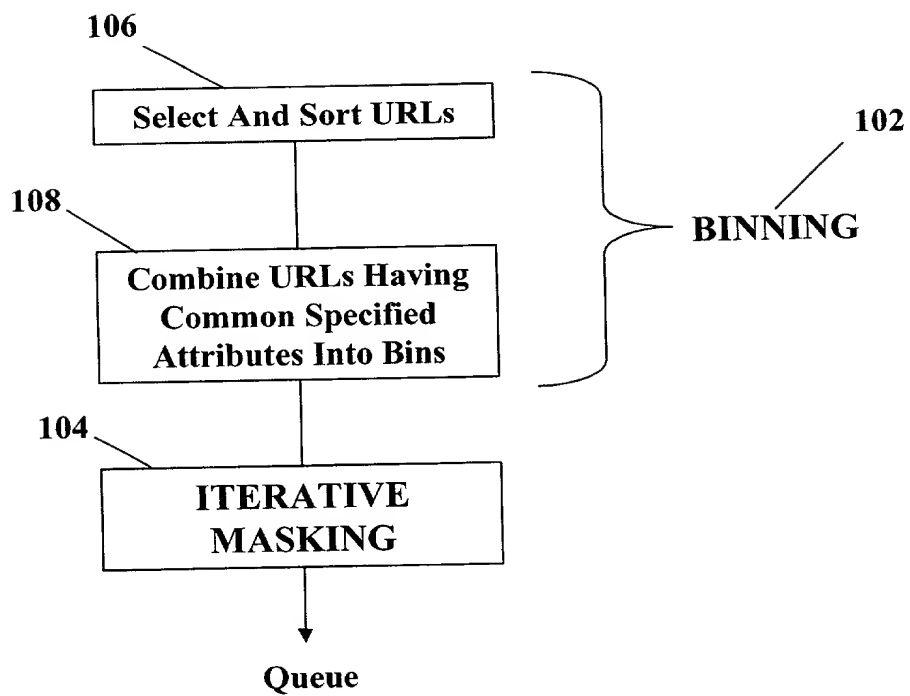 106
Select And Sort URLs
102
108
BINNING
Combine URLs Having
Common Specified
Attributes Into Bins
104
ITERATIVE
MASKING
Queue